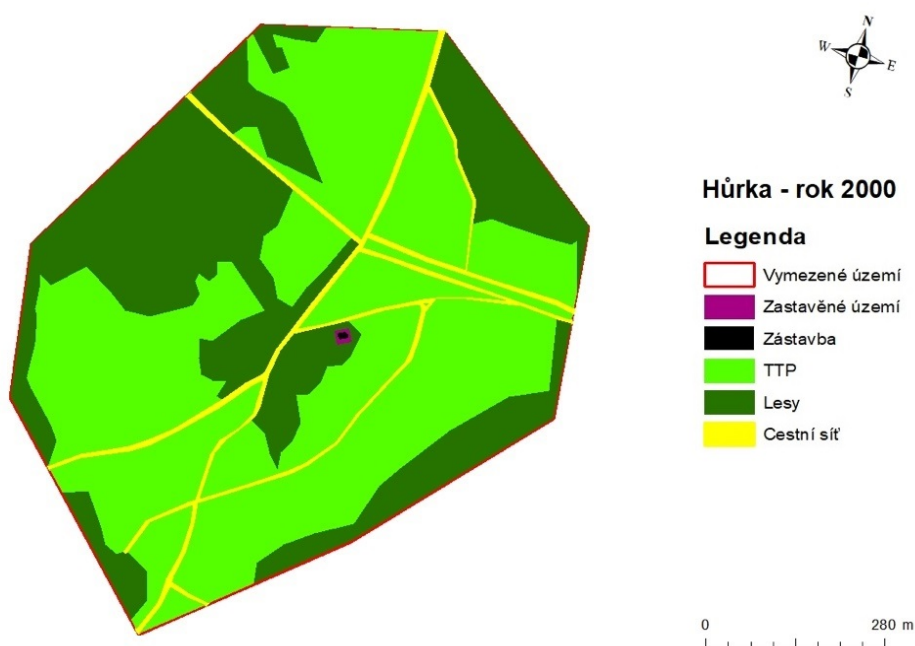 N
W
E
S
Hůrka - rok 2000
Legenda
Vymezené území
Zastavěné území
Zástavba
TTP
Lesy
Cestní síť
0 280 m